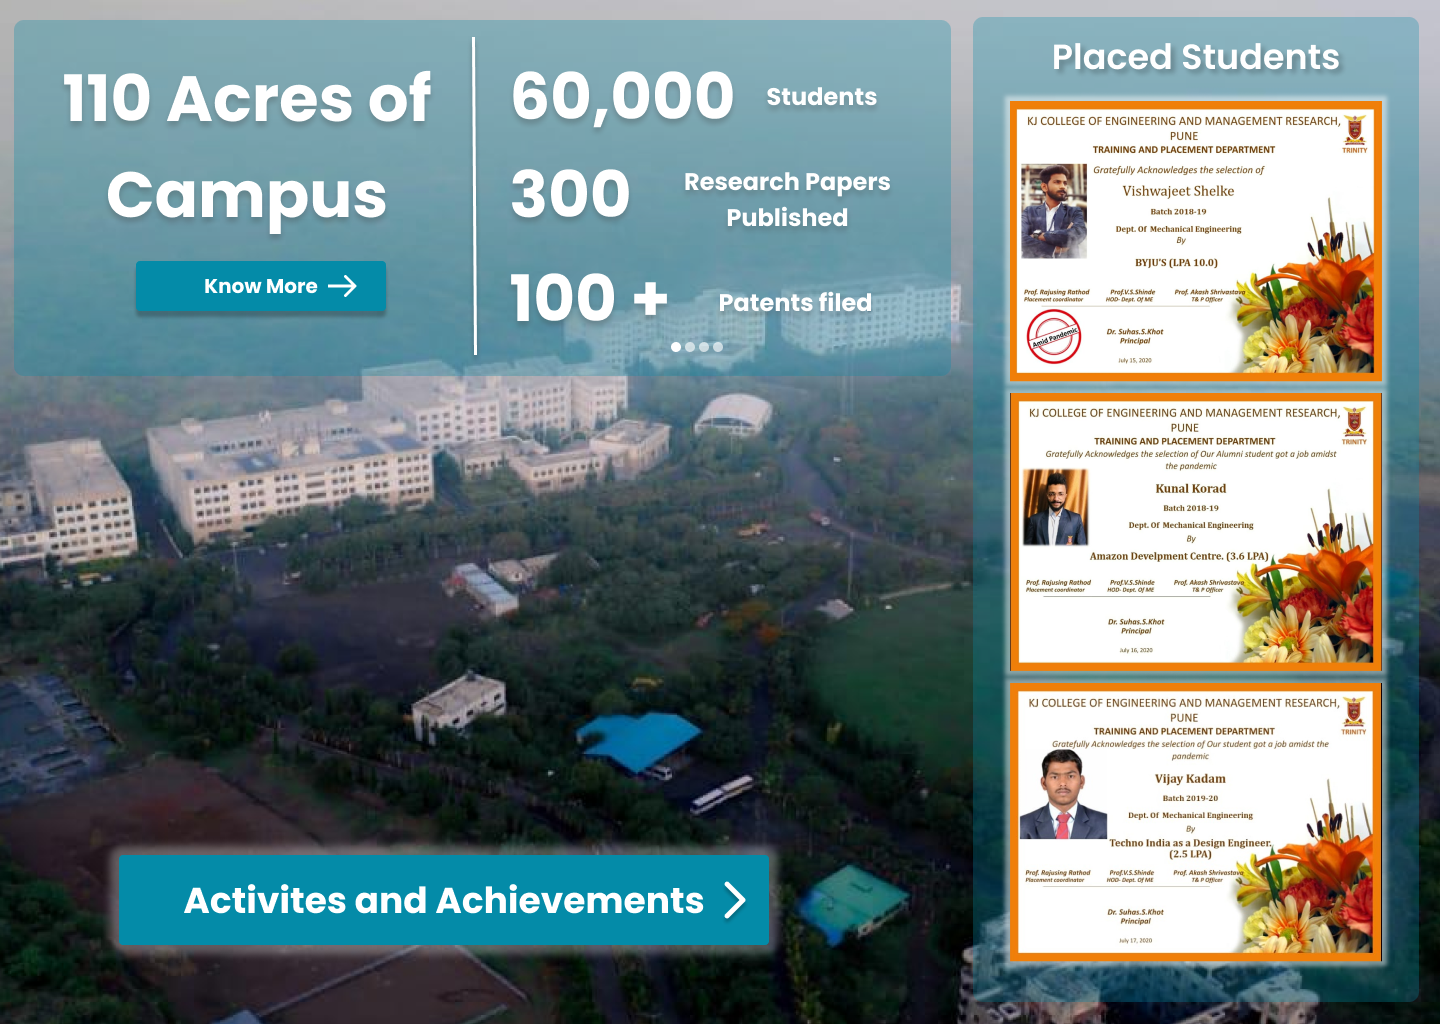 110 Acres of
Campus
Know More
60,000 Students
300 Research Papers
Published
100 + Patents filed
Activites and Achievements
Placed Students
KJ COLLEGE OF ENGINEERING AND MANAGEMENT RESEARCH,
PUNE
TRAINING AND PLACEMENT DEPARTMENT
TRINITY
Gratefully Acknowledges the selection of
Vishwajeet Shelke
Batch 2018-19
Dept. Of Mechanical Engineering
By
BYJU'S (LPA 10.0)
Prof. Rajusing Rathod Prof.V.S.Shinde Prof. Akash Shrivastava
Placement coordinator HOD- Dept. Of ME T& P Officer
Amid Pandemic
Dr. Suhas.S.Khot
Principal
July 15, 2020
KJ COLLEGE OF ENGINEERING AND MANAGEMENT RESEARCH,
PUNE
TRAINING AND PLACEMENT DEPARTMENT
TRINITY
Gratefully Acknowledges the selection of Our Alumni student got a job amidst
the pandemic
Kunal Korad
Batch 2018-19
Dept. Of Mechanical Engineering
By
Amazon Develpment Centre. (3.6 LPA)
Prof. Rajusing Rathod Prof.V.S.Shinde Prof. Akash Shrivastava
Placement coordinator HOD- Dept. Of ME T& P Officer
Dr. Suhas.S.Khot
Principal
July 16, 2020
KJ COLLEGE OF ENGINEERING AND MANAGEMENT RESEARCH,
PUNE
TRAINING AND PLACEMENT DEPARTMENT
TRINITY
Gratefully Acknowledges the selection of Our student got a job amidst the
pandemic
Vijay Kadam
Batch 2019-20
Dept. Of Mechanical Engineering
By
Techno India as a Design Engineer.
(2.5 LPA)
Prof. Rajusing Rathod Prof.V.S.Shinde Prof. Akash Shrivastava
Placement coordinator HOD- Dept. Of ME T& P Officer
Dr. Suhas.S.Khot
Principal
July 17, 2020